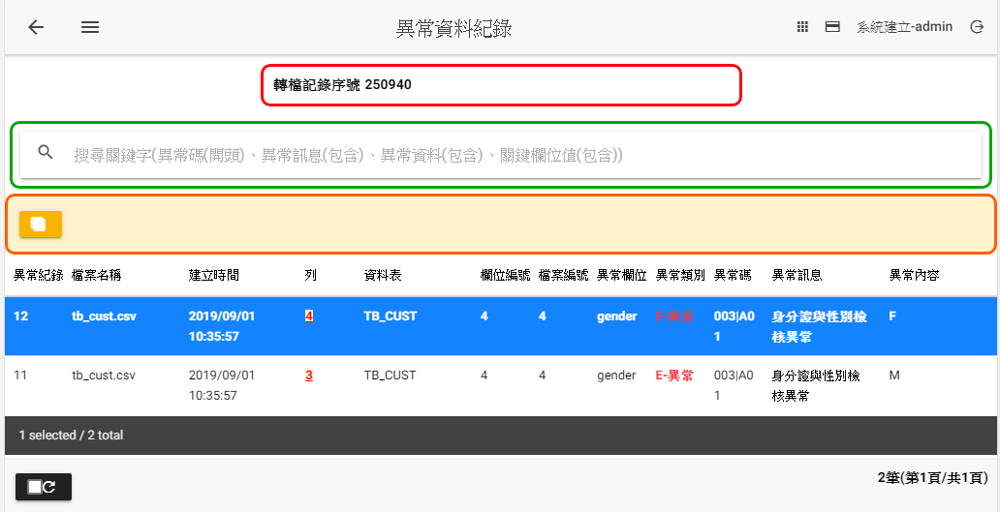 異常資料紀錄
系統建立-admin
轉檔記錄序號 250940
搜尋關鍵字(異常碼(開頭)、異常訊息(包含)、異常資料(包含)、關鍵欄位值(包含))
異常紀錄 檔案名稱 建立時間 列 資料表 欄位編號 檔案編號 異常欄位 異常類別 異常碼 異常訊息 異常內容
12 tb_cust.csv 2019/09/01 4 TB_CUST 4 4 gender E-異常 003|A0 身分證與性別檢 F
10:35:57 1 核異常
11 tb_cust.csv 2019/09/01 3 TB_CUST 4 4 gender E-異常 003|A0 身分證與性別檢 M
10:35:57 1 核異常
1 selected / 2 total
2筆(第1頁/共1頁)